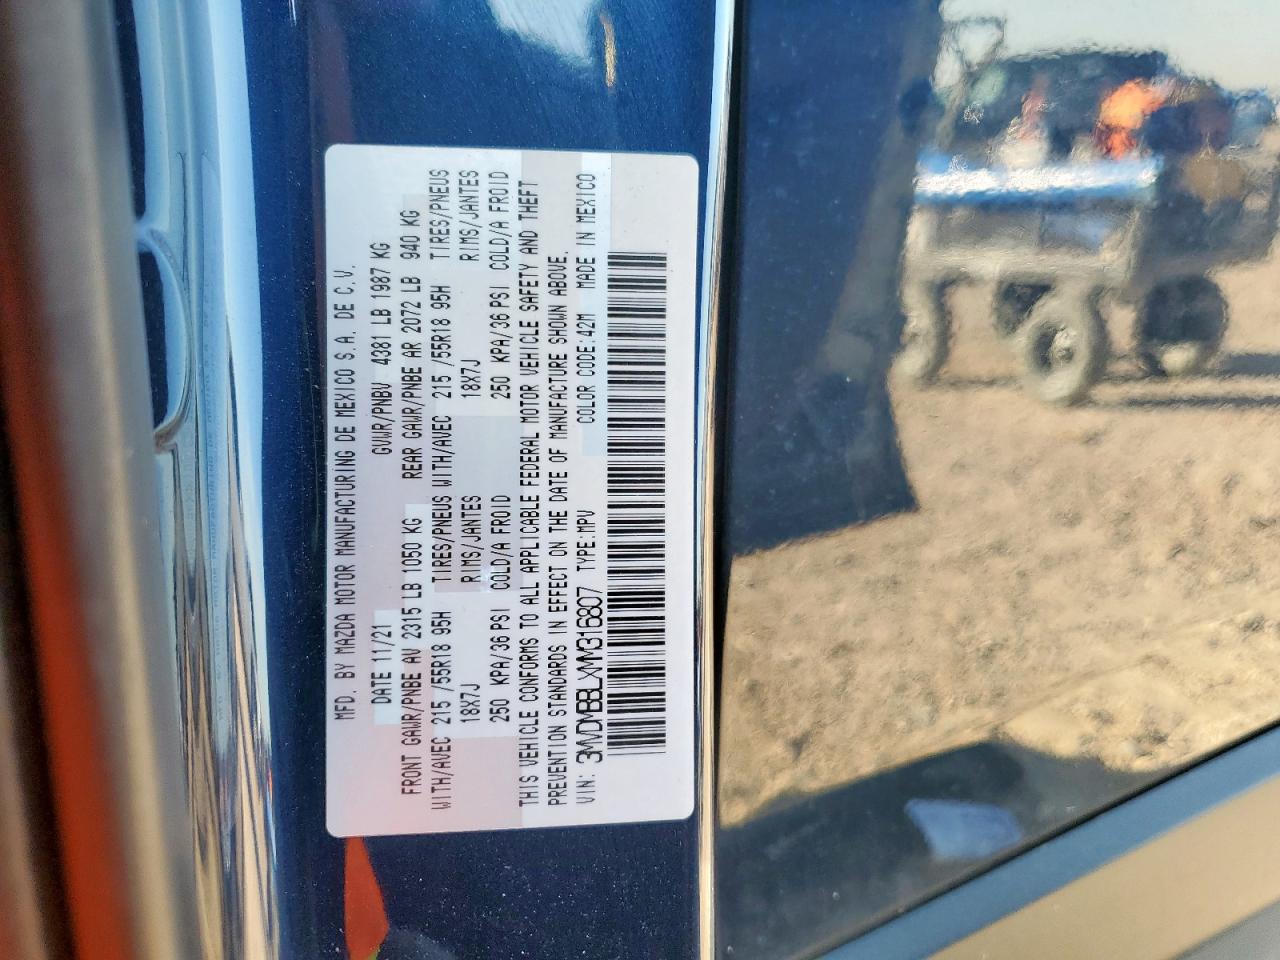 MFD. BY MAZDA MOTOR MANUFACTURING DE MEXICO S.A. DE C.V.
DATE 11/21 GVWR/PNBV 4381 LB 1987 KG
FRONT GAWR/PNBE AV 2315 LB 1050 KG REAR GAWR/PNBE AR 2072 LB 940 KG
WITH/AVEC 215 /55R18 95H TIRES/PNEUS WITH/AVEC 215 /55R18 95H TIRES/PNEUS
18X7J RIMS/JANTES 18X7J RIMS/JANTES
250 KPA/36 PSI COLD/A FROID 250 KPA/36 PSI COLD/A FROID
THIS VEHICLE CONFORMS TO ALL APPLICABLE FEDERAL MOTOR VEHICLE SAFETY AND THEFT
PREVENTION STANDARDS IN EFFECT ON THE DATE OF MANUFACTURE SHOWN ABOVE.
VIN: 3MVDMBBLXNM316807 TYPE:MPV COLOR CODE:42M MADE IN MEXICO